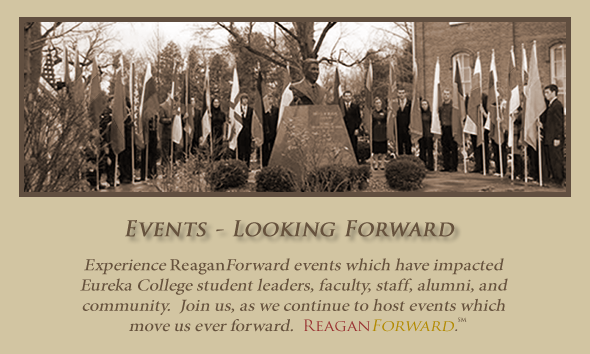 EVENTS - LOOKING FORWARD
Experience ReaganForward events which have impacted
Eureka College student leaders, faculty, staff, alumni, and
community. Join us, as we continue to host events which
move us ever forward. REAGANFORWARD.℠